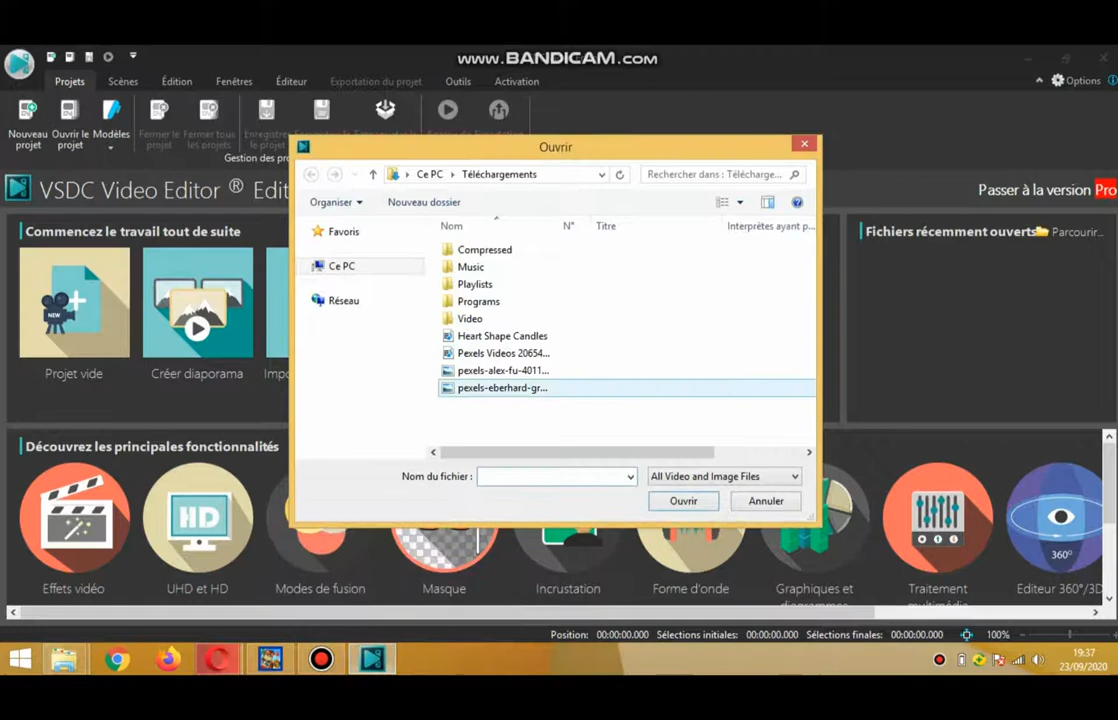 www.BANDICAM.com
Projets Scènes Édition Fenêtres Éditeur Exportation du projet Outils Activation
Options
Nouveau projet
Ouvrir le projet
Modèles
Fermer le projet
Fermer tous les projets
Enregistrer le projet
Gestion des pro
VSDC Video Editor ® Edit
Passer à la version Pro
Commencez le travail tout de suite
NEW
Projet vide
Créer diaporama
Impo
Fichiers récemment ouverts
Parcourir...
Ouvrir
Ce PC Téléchargements
Rechercher dans : Télécharge...
Organiser
Nouveau dossier
Favoris
Ce PC
Réseau
Nom N° Titre Interprètes ayant p...
Compressed
Music
Playlists
Programs
Video
Heart Shape Candles
Pexels Videos 20654...
pexels-alex-fu-4011...
pexels-eberhard-gr...
Nom du fichier :
All Video and Image Files
Ouvrir
Annuler
Découvrez les principales fonctionnalités
HD
360°
Effets vidéo
UHD et HD
Modes de fusion
Masque
Incrustation
Forme d'onde
Graphiques et diagrammes
Traitement multimédia
Editeur 360°/3D
Position: 00:00:00.000 Sélections initiales: 00:00:00.000 Sélections finales: 00:00:00.000 100%
19:37
23/09/2020